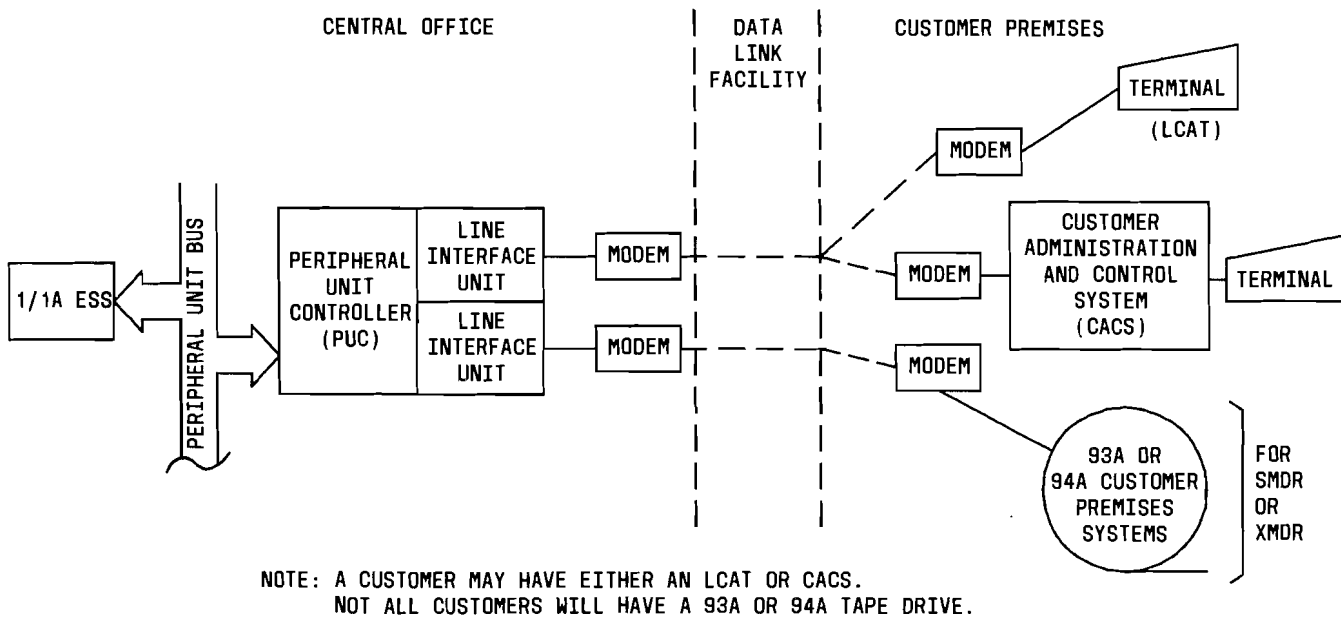 CENTRAL OFFICE
DATA
LINK
FACILITY
CUSTOMER PREMISES
TERMINAL
(LCAT)
MODEM
1/1A ESS
PERIPHERAL UNIT BUS
PERIPHERAL
UNIT
CONTROLLER
(PUC)
LINE
INTERFACE
UNIT
LINE
INTERFACE
UNIT
MODEM
MODEM
MODEM
CUSTOMER
ADMINISTRATION
AND CONTROL
SYSTEM
(CACS)
TERMINAL
MODEM
93A OR
94A CUSTOMER
PREMISES
SYSTEMS
FOR
SMDR
OR
XMDR
NOTE: A CUSTOMER MAY HAVE EITHER AN LCAT OR CACS.
NOT ALL CUSTOMERS WILL HAVE A 93A OR 94A TAPE DRIVE.